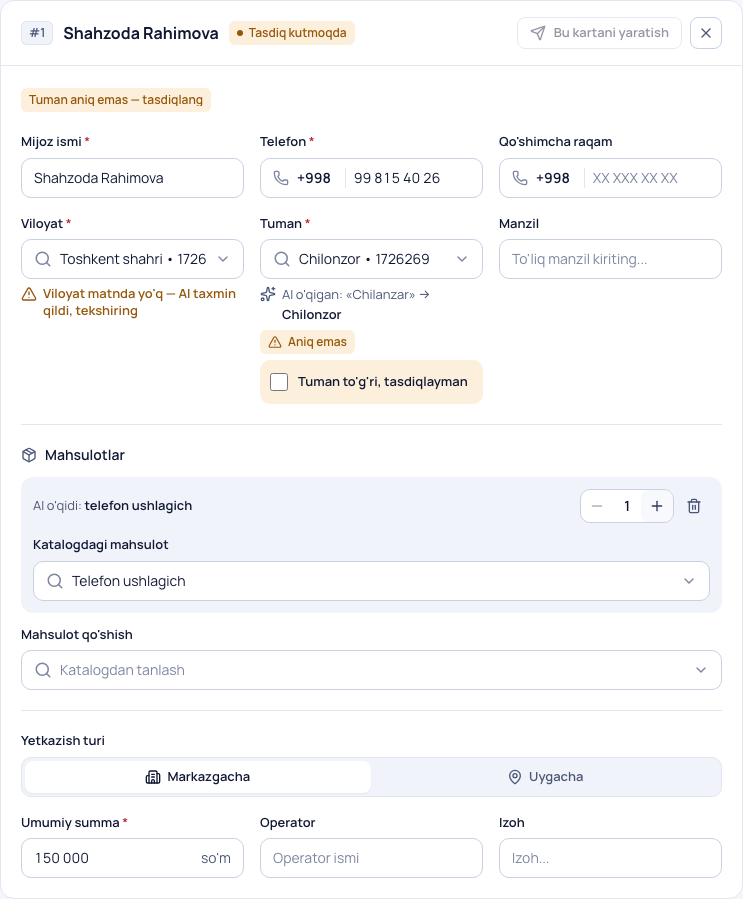 #1 Shahzoda Rahimova Tasdiq kutmoqda Bu kartani yaratish
Tuman aniq emas — tasdiqlang
Mijoz ismi * Telefon * Qo'shimcha raqam
Shahzoda Rahimova +998 99 815 40 26 +998 XX XXX XX XX
Viloyat * Tuman * Manzil
Toshkent shahri • 1726 Chilonzor • 1726269 To'liq manzil kiriting...
Viloyat matnda yo'q — AI taxmin
qildi, tekshiring
AI o'qigan: «Chilanzar» →
Chilonzor
Aniq emas
Tuman to'g'ri, tasdiqlayman
Mahsulotlar
AI o'qidi: telefon ushlagich 1
Katalogdagi mahsulot
Telefon ushlagich
Mahsulot qo'shish
Katalogdan tanlash
Yetkazish turi
Markazgacha Uygacha
Umumiy summa * Operator Izoh
150 000 so'm Operator ismi Izoh...